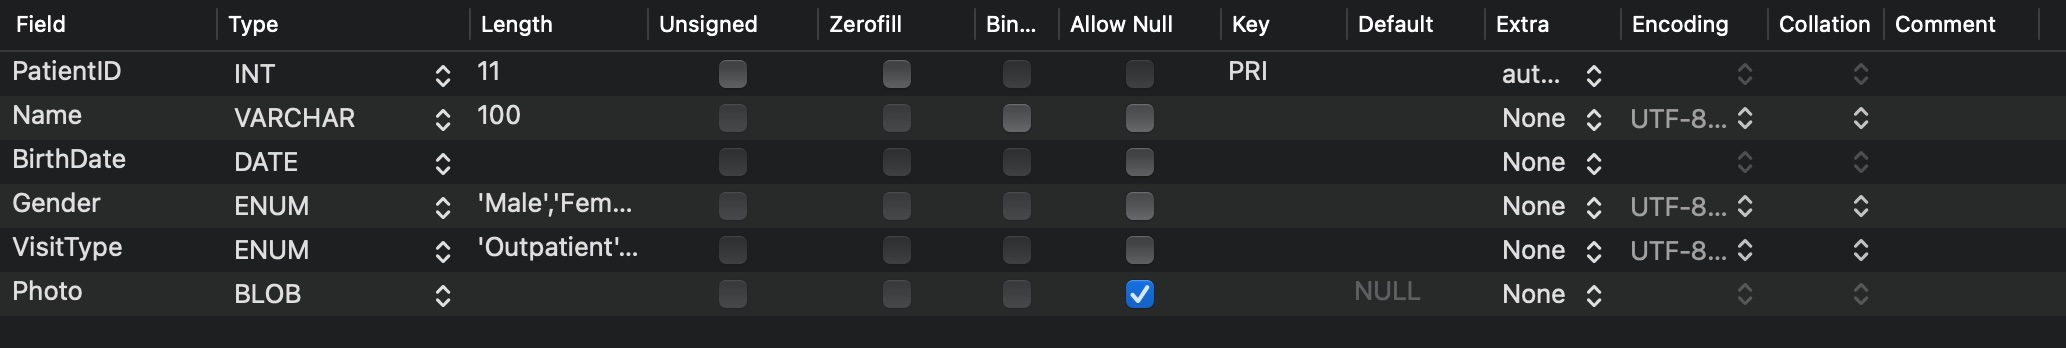 Field Type Length Unsigned Zerofill Bin... Allow Null Key Default Extra Encoding Collation Comment
PatientID INT 11 PRI aut...
Name VARCHAR 100 None UTF-8...
BirthDate DATE None
Gender ENUM 'Male','Fem... None UTF-8...
VisitType ENUM 'Outpatient'... None UTF-8...
Photo BLOB NULL None